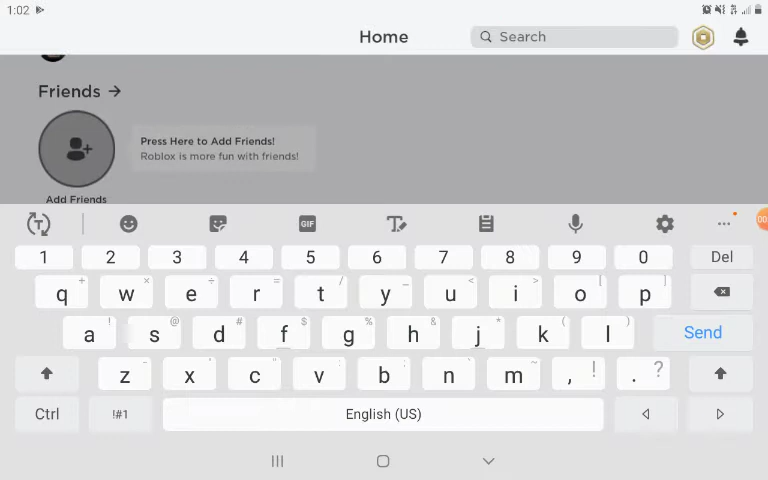 1:02
Home
Search
Friends →
Press Here to Add Friends!
Roblox is more fun with friends!
Add Friends
T GIF T ...
00
1 2 3 4 5 6 7 8 9 0 Del
+ × ÷ = / _ < > [ ]
q w e r t y u i o p
! @ # $ % & * ( )
a s d f g h j k l Send
- ' " : ; , ~ ! ?
z x c v b n m , .
Ctrl !#1 English (US)